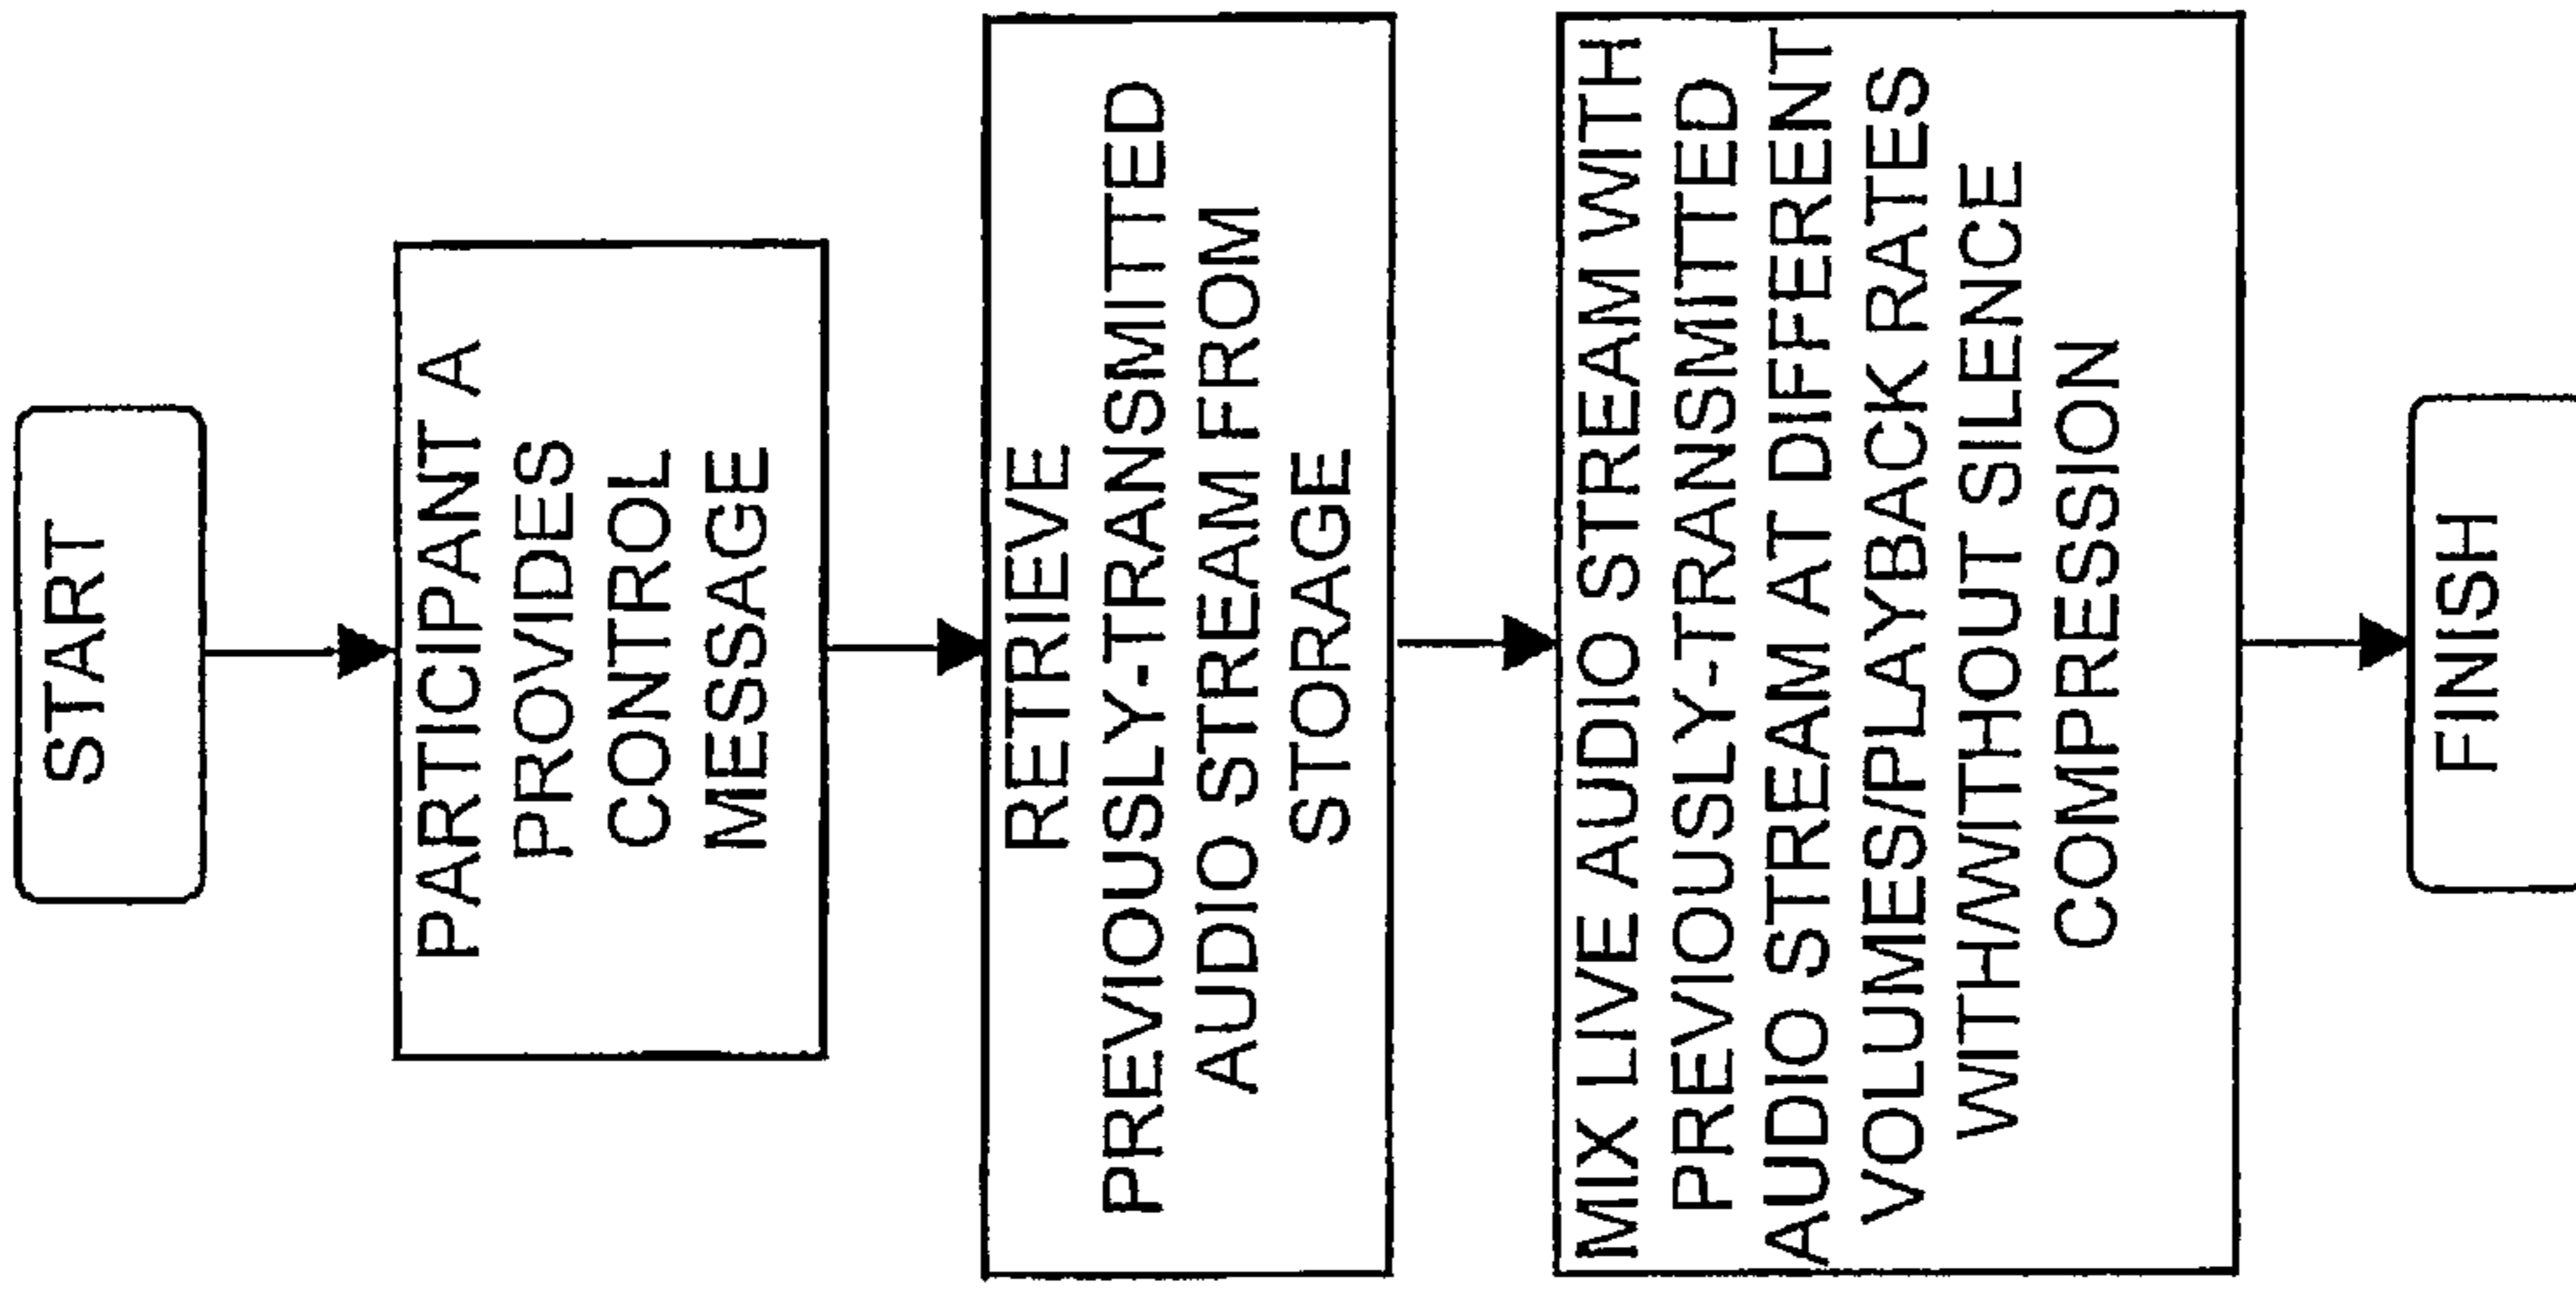 START
PARTICIPANT A
PROVIDES
CONTROL
MESSAGE
RETRIEVE
PREVIOUSLY-TRANSMITTED
AUDIO STREAM FROM
STORAGE
MIX LIVE AUDIO STREAM WITH
PREVIOUSLY-TRANSMITTED
AUDIO STREAM AT DIFFERENT
VOLUMES/PLAYBACK RATES
WITH/WITHOUT SILENCE
COMPRESSION
FINISH